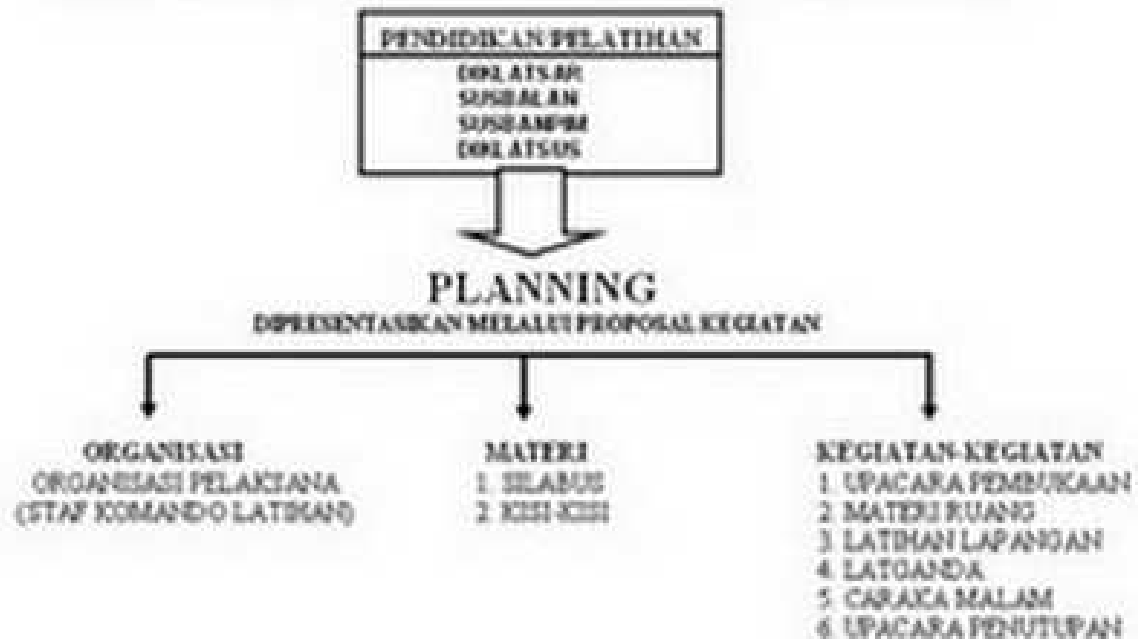 PENDIDIKAN/PELATIHAN
DIKLATSAR
SUSBALAN
SUSBAMPIM
DIKLATSUS
PLANNING
DIPRESENTASIKAN MELALUI PROPOSAL KEGIATAN
ORGANISASI
ORGANISASI PELAKSANA
(STAF KOMANDO LATIHAN)
MATERI
1. SILABUS
2. KISI-KISI
KEGIATAN-KEGIATAN
1. UPACARA PEMBUKAAN
2. MATERI RUANG
3. LATIHAN LAPANGAN
4. LATGANDA
5. CARAKA MALAM
6. UPACARA PENUTUPAN